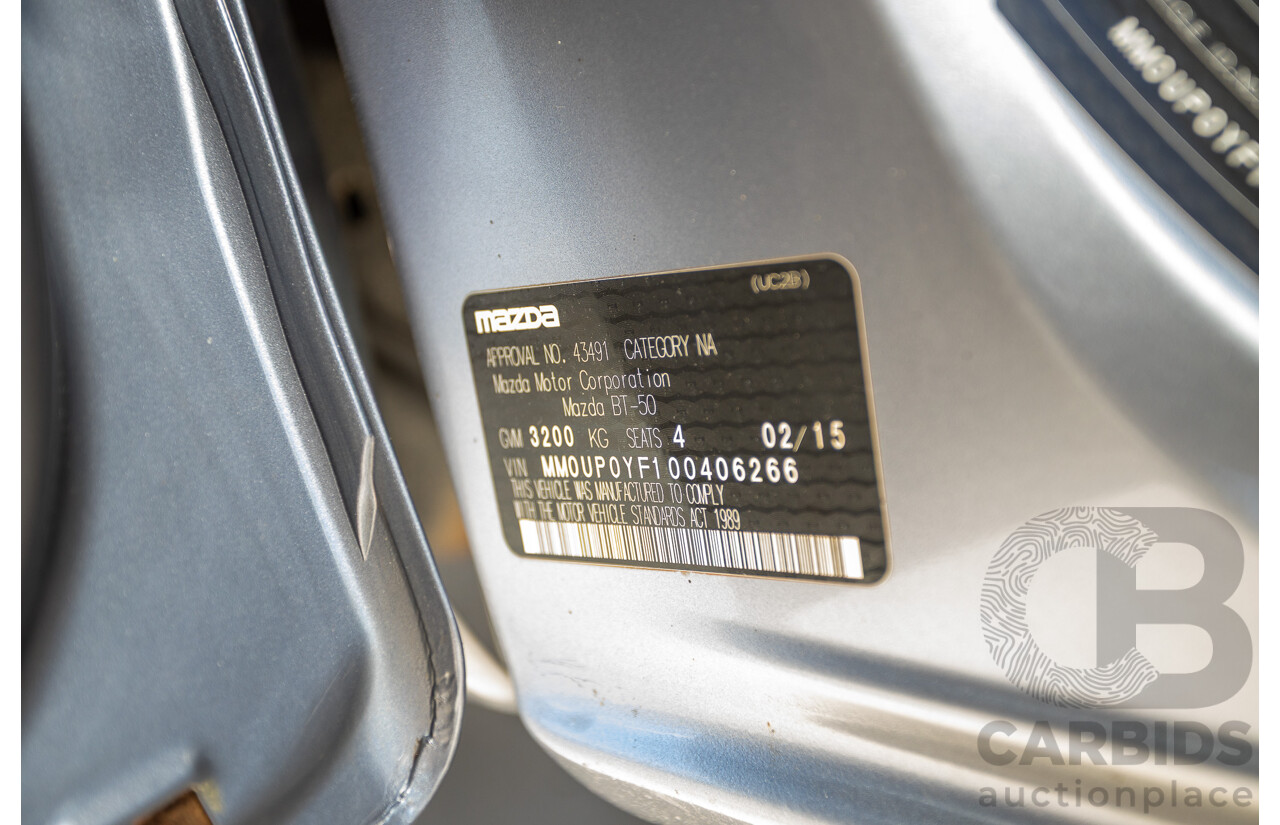 MM0UP0YF
mazda
(UC2B)
APPROVAL NO. 43491 CATEGORY NA
Mazda Motor Corporation
Mazda BT-50
GVM 3200 KG SEATS 4 02/15
VIN MM0UP0YF100406266
THIS VEHICLE WAS MANUFACTURED TO COMPLY
WITH THE MOTOR VEHICLE STANDARDS ACT 1989
CB
CARBIDS
auctionplace